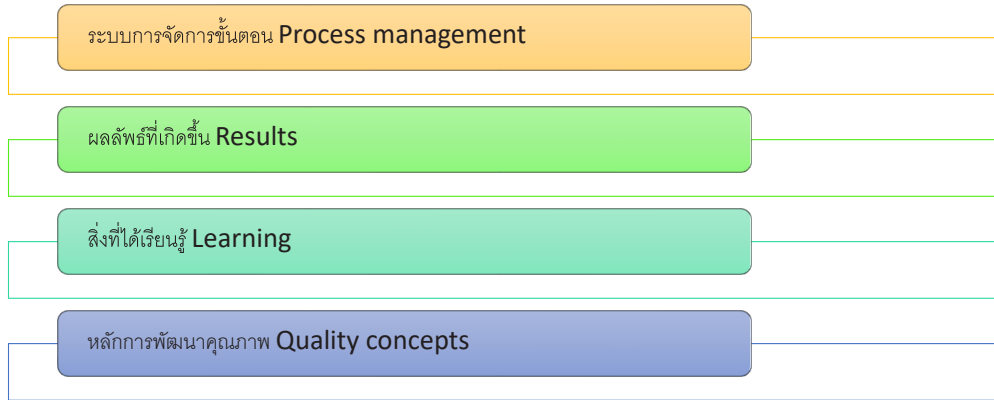 ระบบการจัดการขั้นตอน Process management
ผลลัพธ์ที่เกิดขึ้น Results
สิ่งที่ได้เรียนรู้ Learning
หลักการพัฒนาคุณภาพ Quality concepts